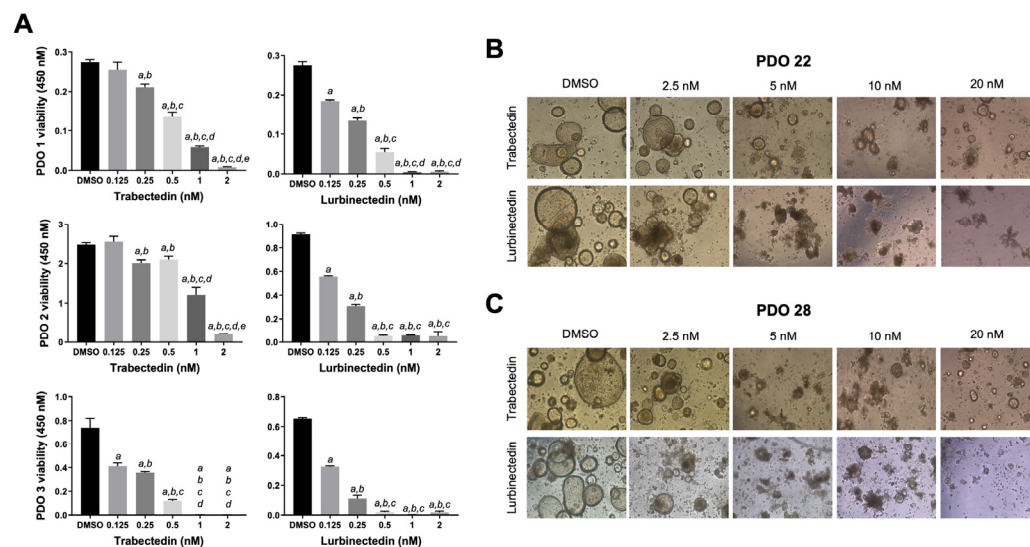 A
PDO 1 viability (450 nM)
0.3
0.2
0.1
0.0
a,b
a,b,c
a,b,c,d
a,b,c,d,e
DMSO 0.125 0.25 0.5 1 2
Trabectedin (nM)
0.3
0.2
0.1
0.0
a
a,b
a,b,c
a,b,c,d a,b,c,d
DMSO 0.125 0.25 0.5 1 2
Lurbinectedin (nM)
PDO 2 viability (450 nM)
3
2
1
0
a,b
a,b,c
a,b,c,d
a,b,c,d,e
DMSO 0.125 0.25 0.5 1 2
Trabectedin (nM)
1.0
0.8
0.6
0.4
0.2
0.0
a
a,b
a,b,c a,b,c a,b,c
DMSO 0.125 0.25 0.5 1 2
Lurbinectedin (nM)
PDO 3 viability (450 nM)
1.0
0.8
0.6
0.4
0.2
0.0
a
a,b
a,b,c
a a
b b
c c
d d
DMSO 0.125 0.25 0.5 1 2
Trabectedin (nM)
0.8
0.6
0.4
0.2
0.0
a
a,b
a,b,c a,b,c a,b,c
DMSO 0.125 0.25 0.5 1 2
Lurbinectedin (nM)
B
PDO 22
DMSO 2.5 nM 5 nM 10 nM 20 nM
Trabectedin
Lurbinectedin
C
PDO 28
DMSO 2.5 nM 5 nM 10 nM 20 nM
Trabectedin
Lurbinectedin